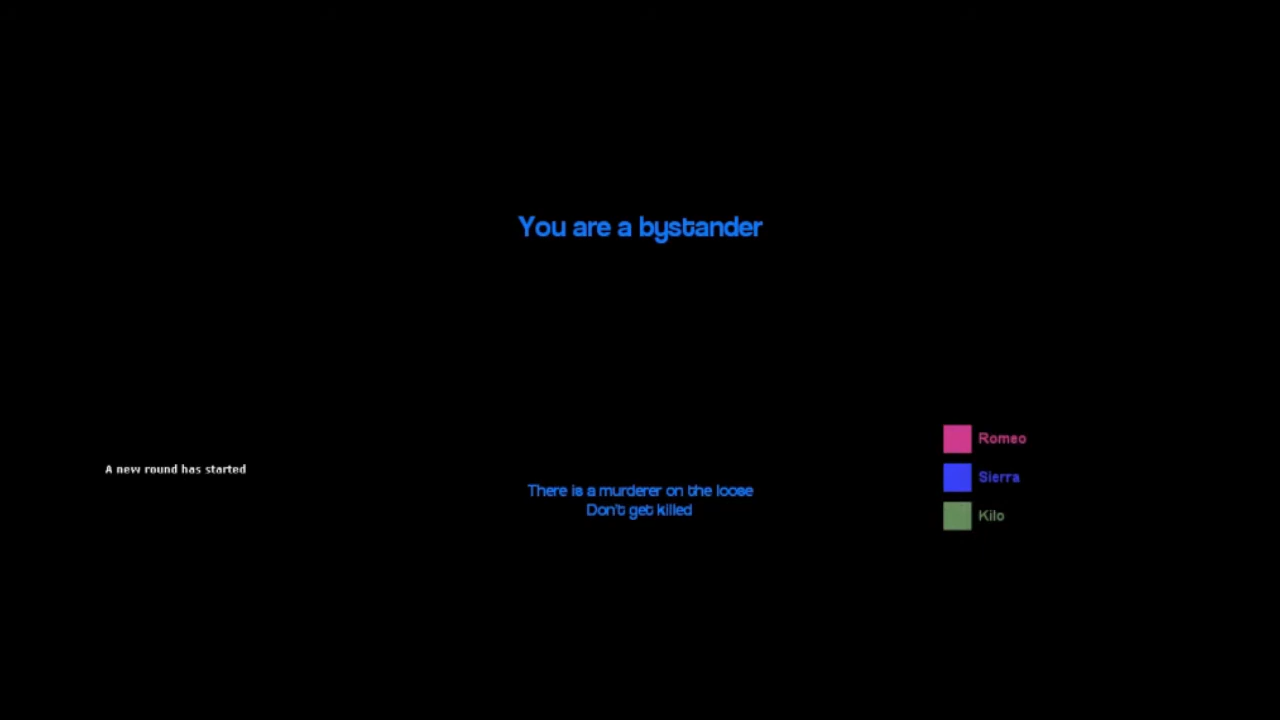 You are a bystander
Romeo
A new round has started
Sierra
There is a murderer on the loose
Don't get killed
Kilo